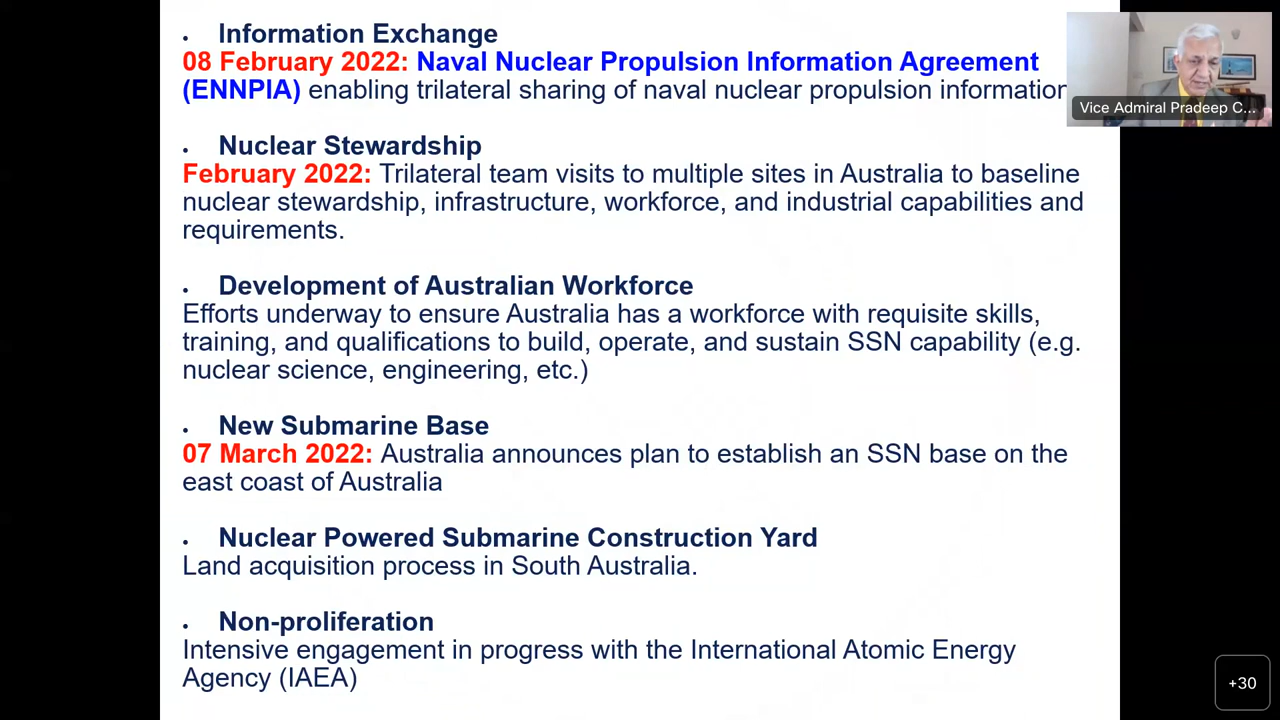 • Information Exchange
08 February 2022: Naval Nuclear Propulsion Information Agreement
(ENNPIA) enabling trilateral sharing of naval nuclear propulsion information
Vice Admiral Pradeep C...
• Nuclear Stewardship
February 2022: Trilateral team visits to multiple sites in Australia to baseline
nuclear stewardship, infrastructure, workforce, and industrial capabilities and
requirements.
• Development of Australian Workforce
Efforts underway to ensure Australia has a workforce with requisite skills,
training, and qualifications to build, operate, and sustain SSN capability (e.g.
nuclear science, engineering, etc.)
• New Submarine Base
07 March 2022: Australia announces plan to establish an SSN base on the
east coast of Australia
• Nuclear Powered Submarine Construction Yard
Land acquisition process in South Australia.
• Non-proliferation
Intensive engagement in progress with the International Atomic Energy
Agency (IAEA)
+30